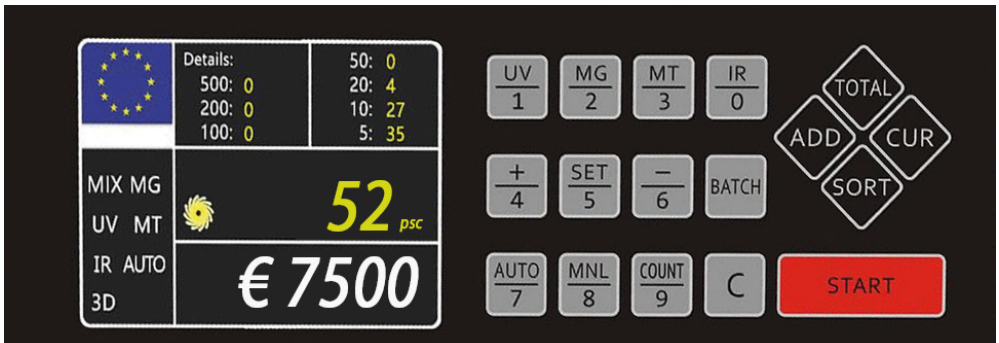 Details:
500: 0
200: 0
100: 0
50: 0
20: 4
10: 27
5: 35
MIX MG
UV MT
IR AUTO
3D
52 psc
€ 7500
UV
1
MG
2
MT
3
IR
0
+
4
SET
5
−
6
BATCH
AUTO
7
MNL
8
COUNT
9
C
TOTAL
ADD
CUR
SORT
START